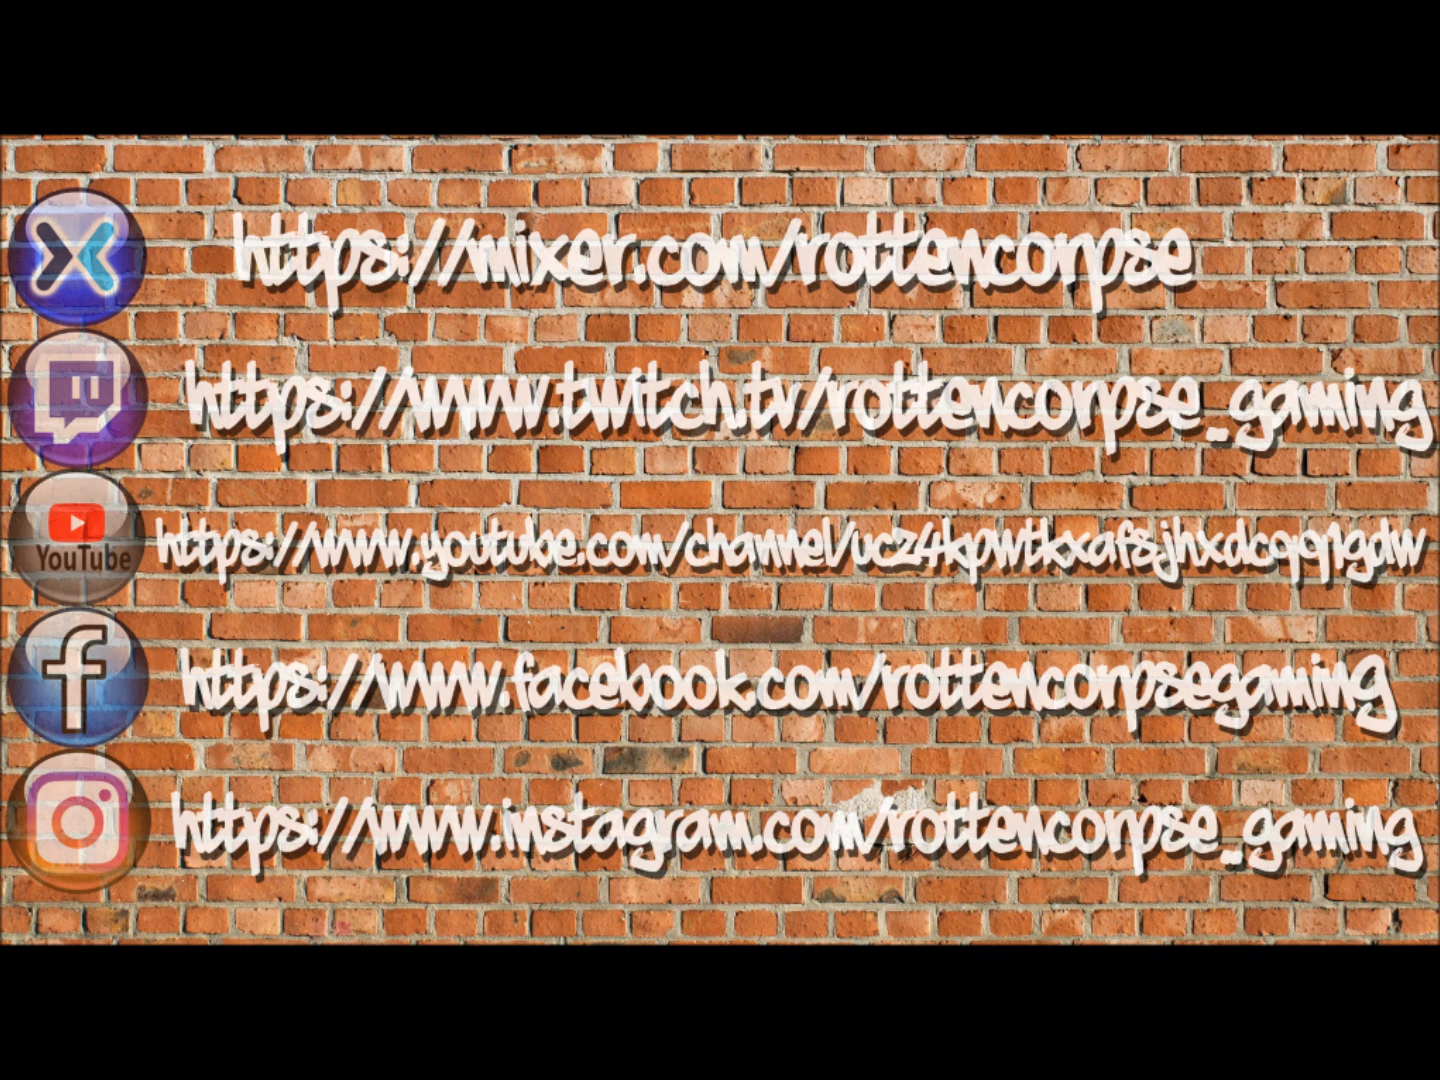 https://mixer.com/rottencorpse
https://www.twitch.tv/rottencorpse_gaming
YouTube
https://www.youtube.com/channel/ucz4kpwtkxafsjhxdcqq1gdw
https://www.facebook.com/rottencorpsegaming
https://www.instagram.com/rottencorpse_gaming